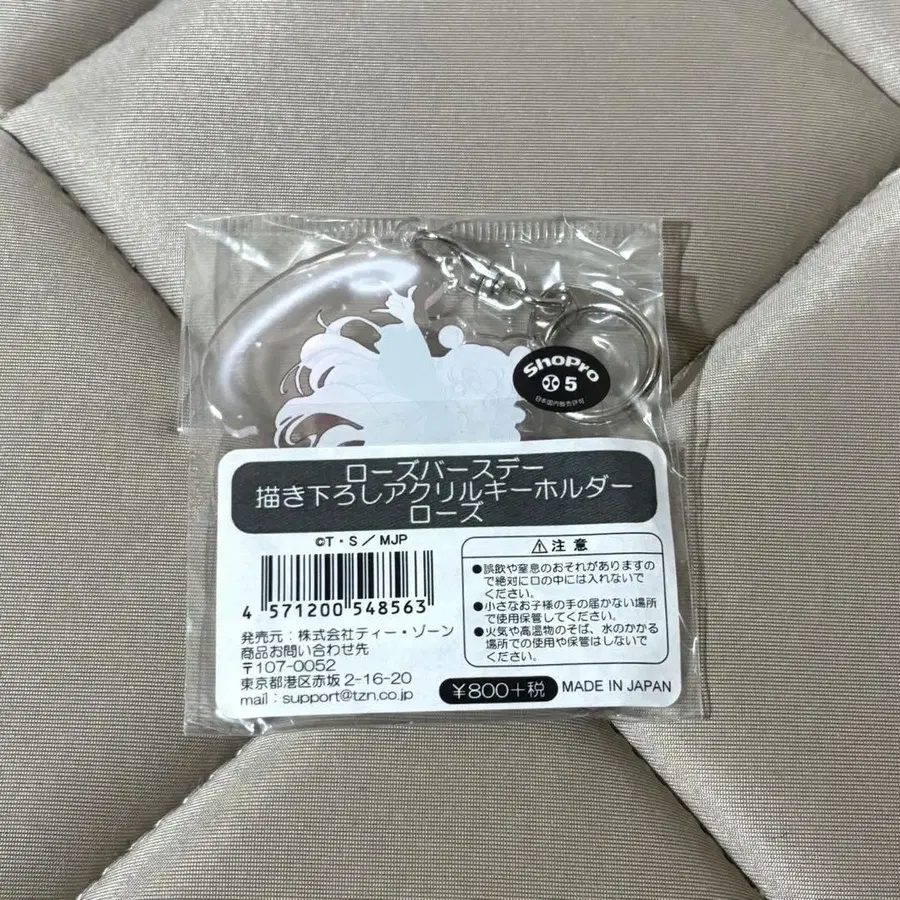 ShoPro
5
日本国内販売許可
ローズバースデー
描き下ろしアクリルキーホルダー
ローズ
©T・S／MJP
4 571200 548563
発売元：株式会社ティー・ゾーン
商品お問い合わせ先
〒107-0052
東京都港区赤坂 2-16-20
mail：support@tzn.co.jp
⚠注 意
●誤飲や窒息のおそれがありますの
で絶対に口の中には入れないで
ください。
●小さなお子様の手の届かない場所
で使用保管してください。
●火気や高温物のそば、水のかかる
場所での使用や保管はしないで
ください。
¥800+税
MADE IN JAPAN